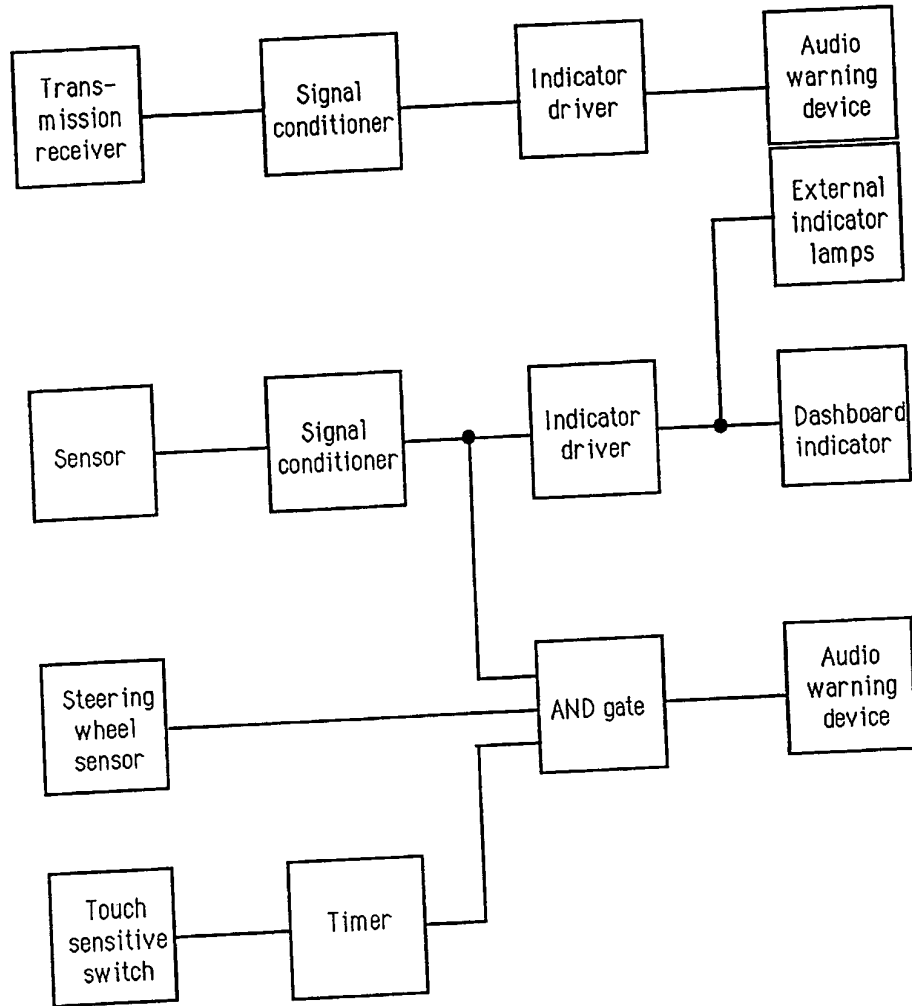 Trans-
mission
receiver
Signal
conditioner
Indicator
driver
Audio
warning
device
External
indicator
lamps
Sensor
Signal
conditioner
Indicator
driver
Dashboard
indicator
Steering
wheel
sensor
AND gate
Audio
warning
device
Touch
sensitive
switch
Timer